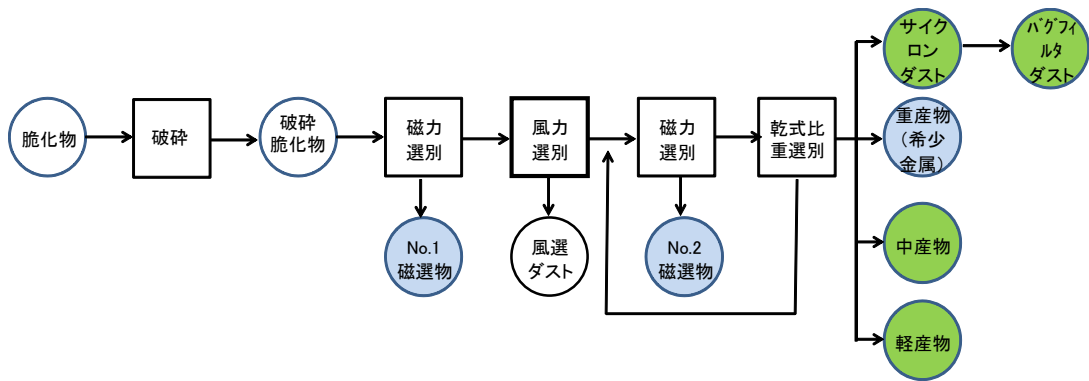 脆化物
破砕
破砕
脆化物
磁力
選別
No.1
磁選物
風力
選別
風選
ダスト
磁力
選別
No.2
磁選物
乾式比
重選別
サイク
ロン
ダスト
バグフィ
ルタ
ダスト
重産物
(希少
金属)
中産物
軽産物